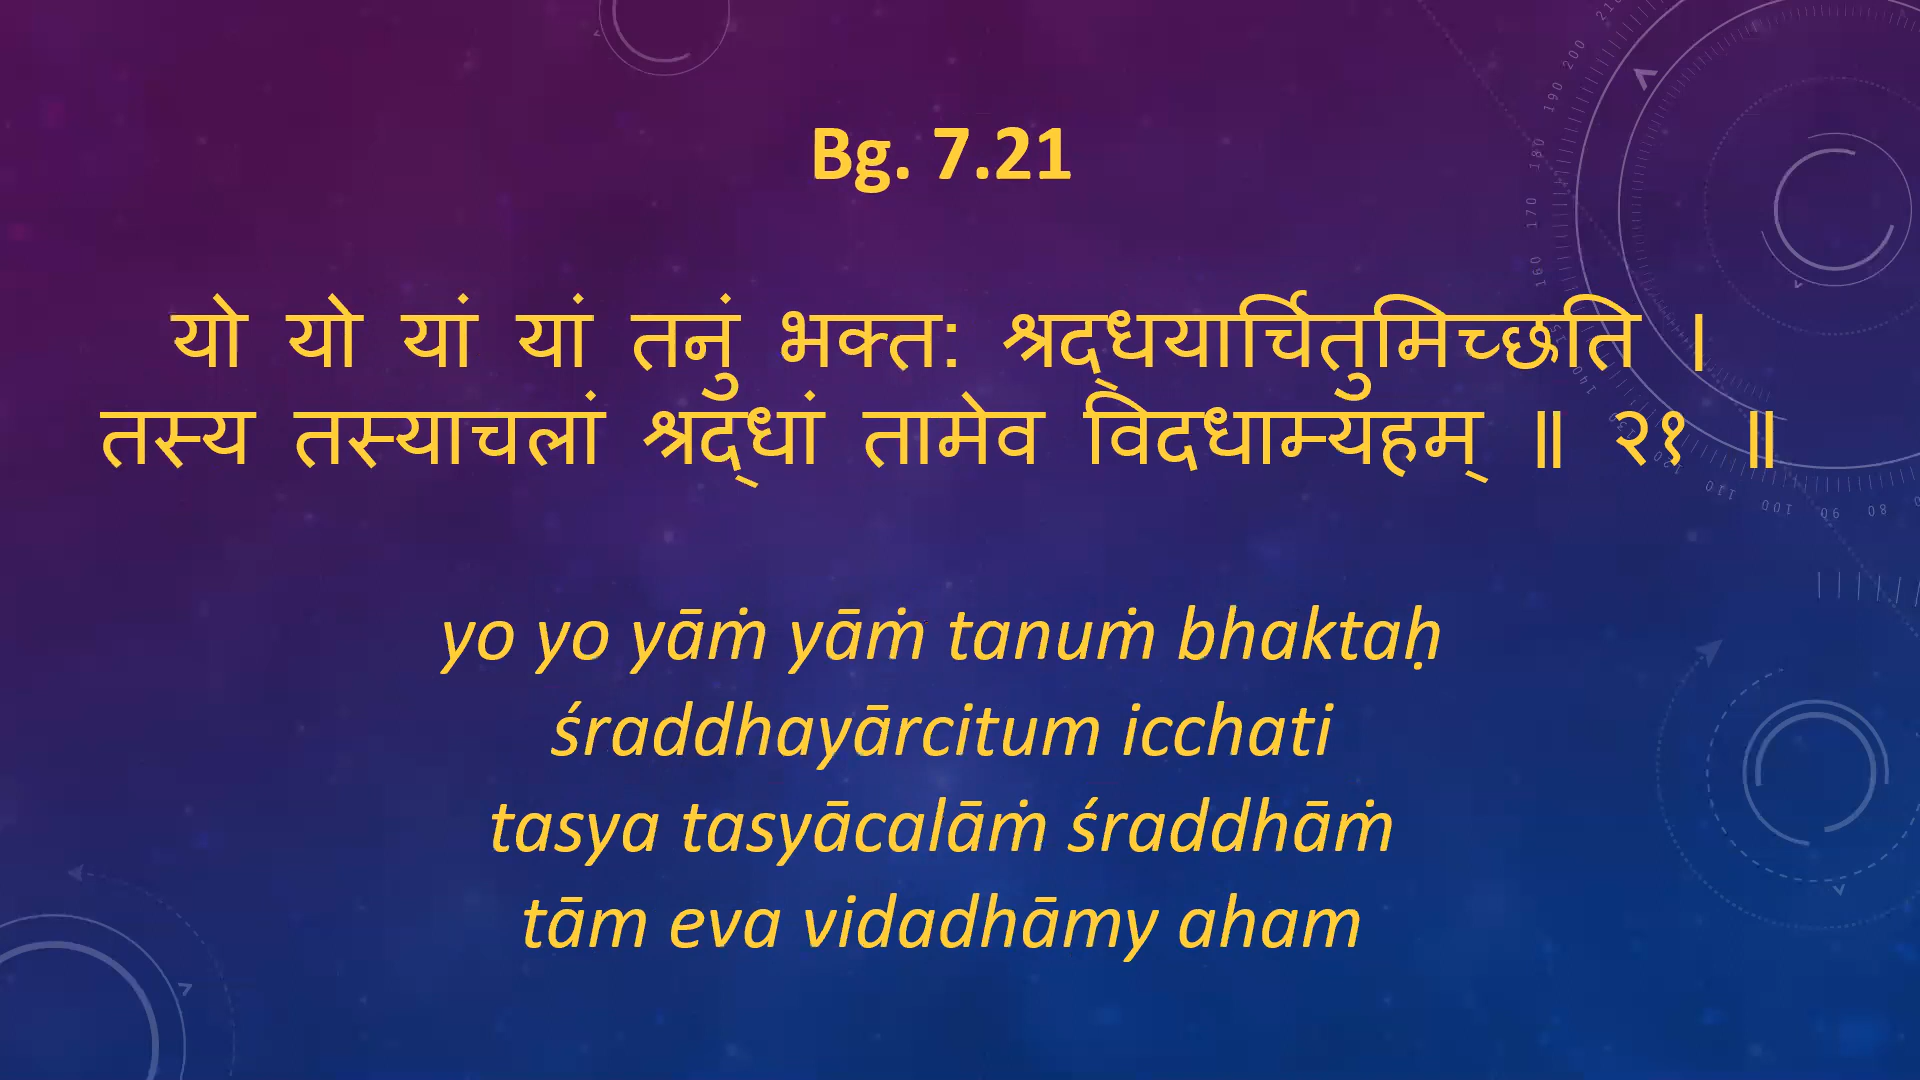 Bg. 7.21
यो यो यां यां तनुं भक्त: श्रद्‍धयार्चितुमिच्छति ।
तस्य तस्याचलां श्रद्‍धां तामेव विदधाम्यहम् ॥ २१ ॥
yo yo yāṁ yāṁ tanuṁ bhaktaḥ
śraddhayārcitum icchati
tasya tasyācalāṁ śraddhāṁ
tām eva vidadhāmy aham